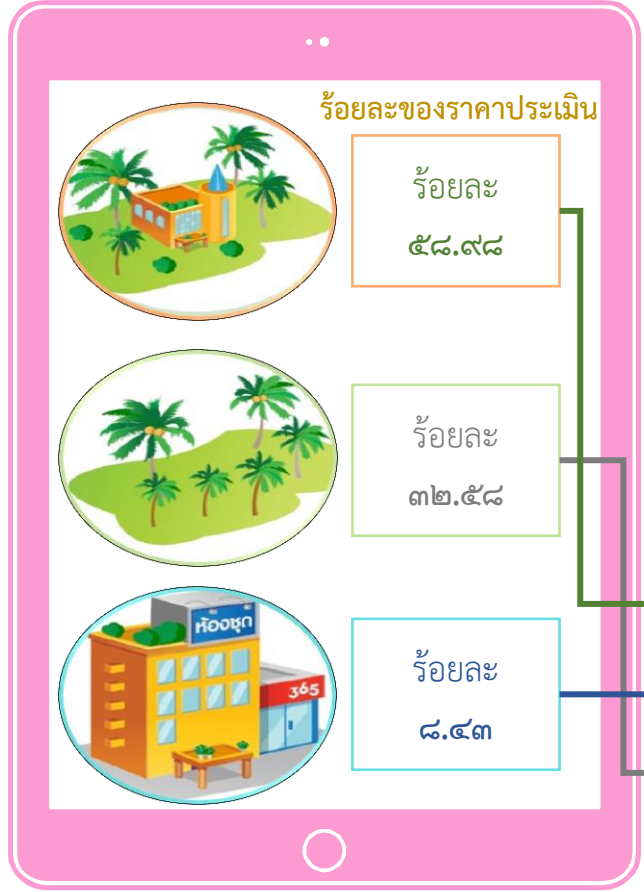 ร้อยละของราคาประเมิน
ร้อยละ
๕๘.๙๘
ร้อยละ
๓๒.๕๘
ห้องชุด
365
ร้อยละ
๘.๔๓